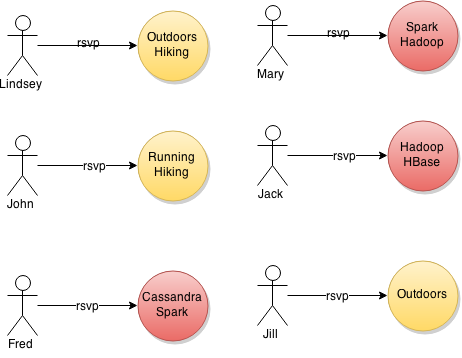 rsvp
Outdoors
Hiking
Lindsey
rsvp
Spark
Hadoop
Mary
rsvp
Running
Hiking
John
rsvp
Hadoop
HBase
Jack
rsvp
Cassandra
Spark
Fred
rsvp
Outdoors
Jill